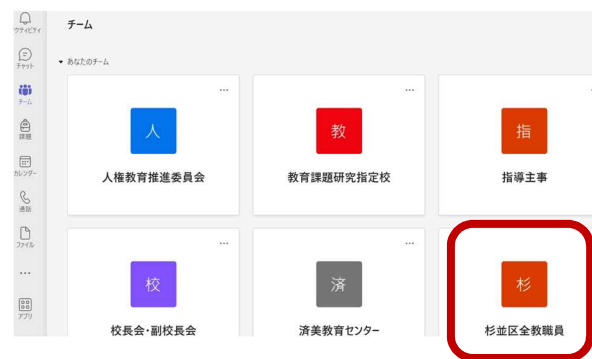 アクティビティ
チーム
▾ あなたのチーム
チャット
チーム
課題
カレンダー
通話
ファイル
アプリ
人
教
指
人権教育推進委員会
教育課題研究指定校
指導主事
校
済
杉
校長会・副校長会
済美教育センター
杉並区全教職員